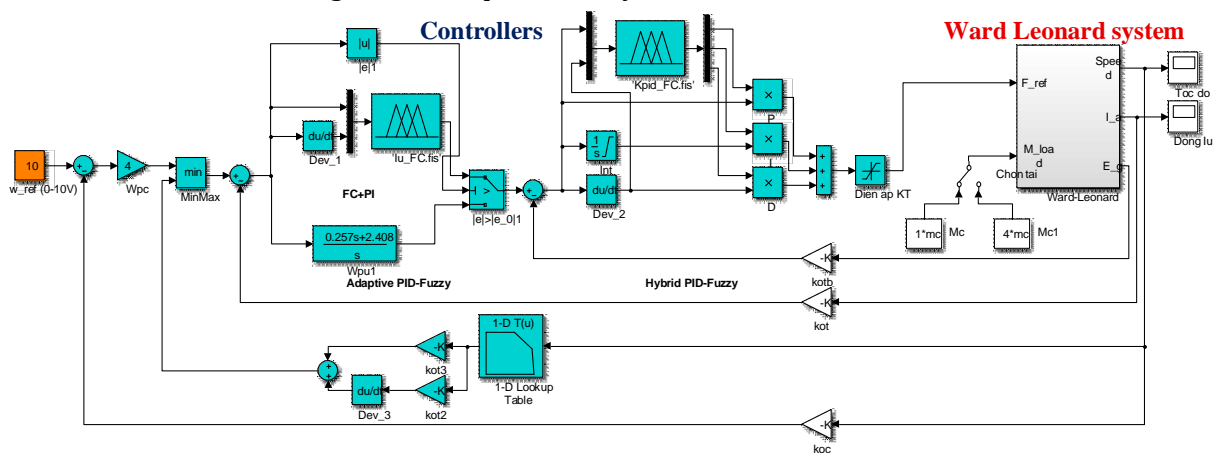 Controllers
Ward Leonard system
|u|
|e|1
'Kpid_FC.fis'
Speed
Toc do
F_ref
I_a
Dong Iu
M_load
Chon tai
E_g
Ward-Leonard
×
P
×
I
×
D
+
+
+
Dien ap KT
1
s
Int
du/dt
Dev_2
du/dt
Dev_1
'Iu_FC.fis'
FC+PI
10
w_ref (0-10V)
4
Wpc
min
MinMax
>
|e|>|e_0|1
0.257s+2.408
s
Wpu1
Adaptive PID-Fuzzy
Hybrid PID-Fuzzy
1*mc
Mc
4*mc
Mc1
-K
kotb
-K
kot
1-D T(u)
1-D Lookup
Table
-K
kot3
-K
kot2
+
+
du/dt
Dev_3
-K
koc